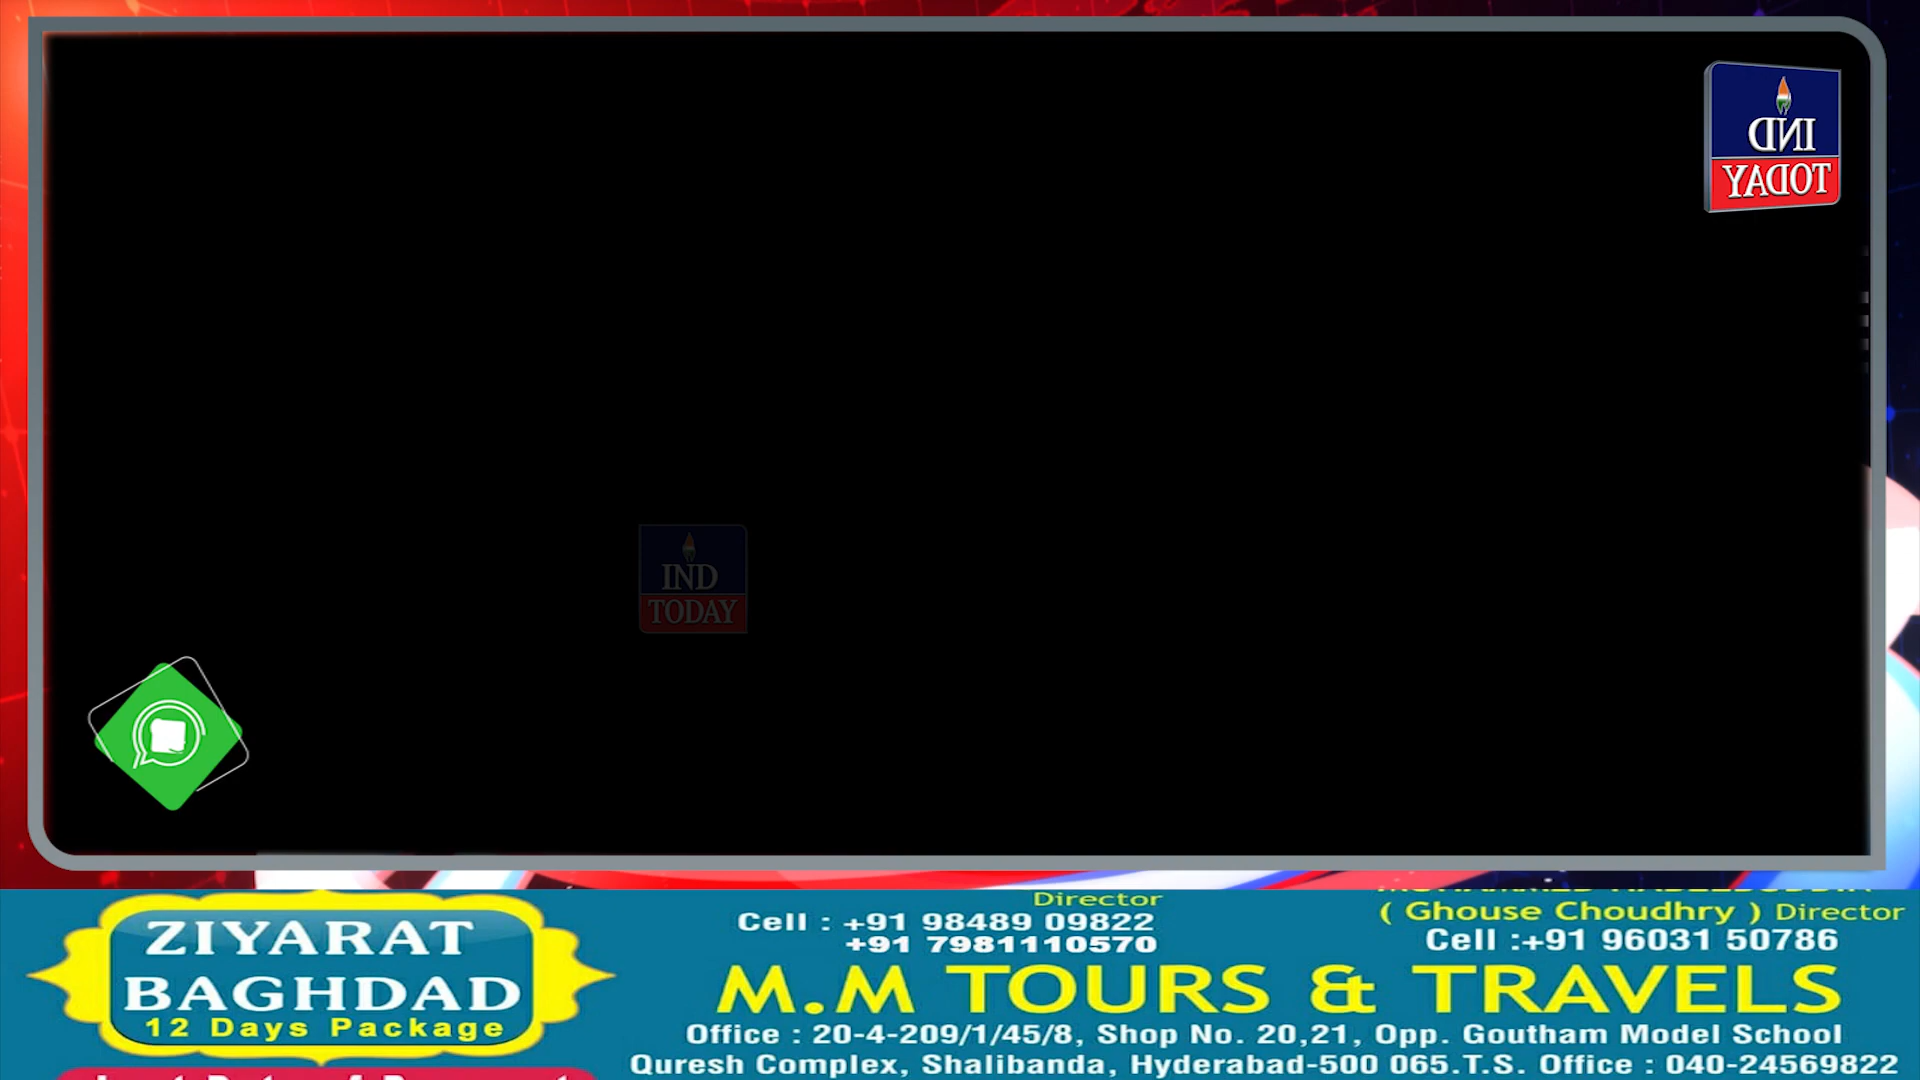 IND
TODAY
IND
TODAY
ZIYARAT
BAGHDAD
12 Days Package
Director
Cell : +91 98489 09822
+91 7981110570
( Ghouse Choudhry ) Director
Cell :+91 96031 50786
M.M TOURS & TRAVELS
Office : 20-4-209/1/45/8, Shop No. 20,21, Opp. Goutham Model School
Quresh Complex, Shalibanda, Hyderabad-500 065.T.S. Office : 040-24569822